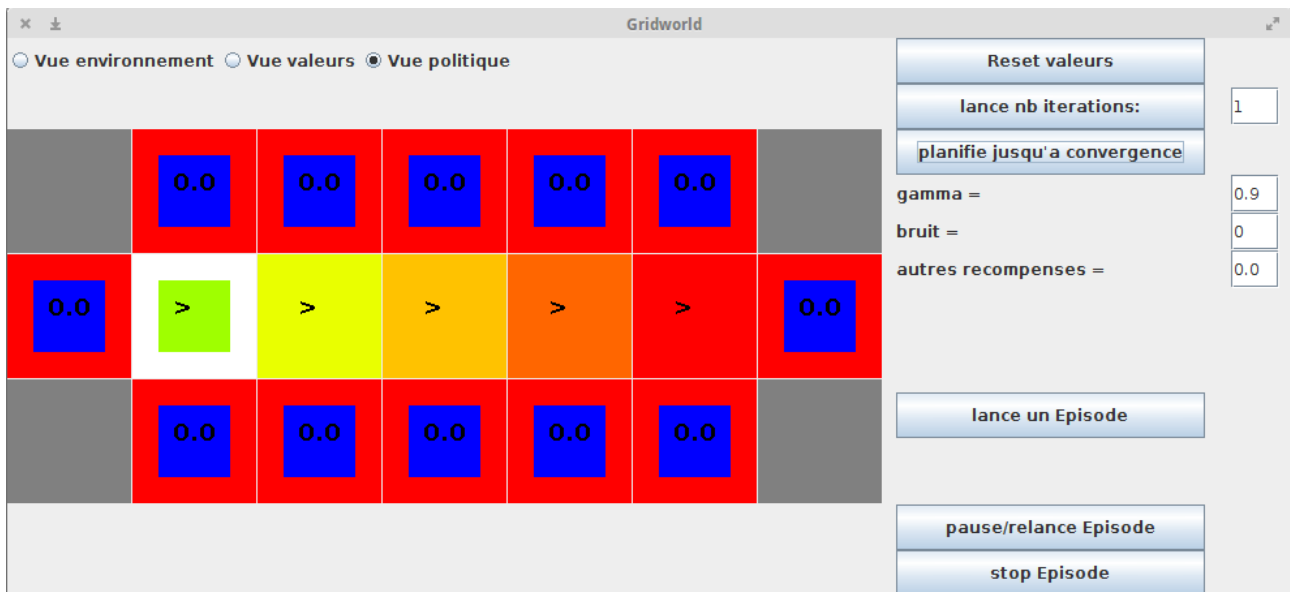 Gridworld
Vue environnement Vue valeurs Vue politique
Reset valeurs
lance nb iterations: 1
planifie jusqu'a convergence
gamma = 0.9
bruit = 0
autres recompenses = 0.0
0.0 0.0 0.0 0.0 0.0
0.0 > > > > > 0.0
0.0 0.0 0.0 0.0 0.0
lance un Episode
pause/relance Episode
stop Episode